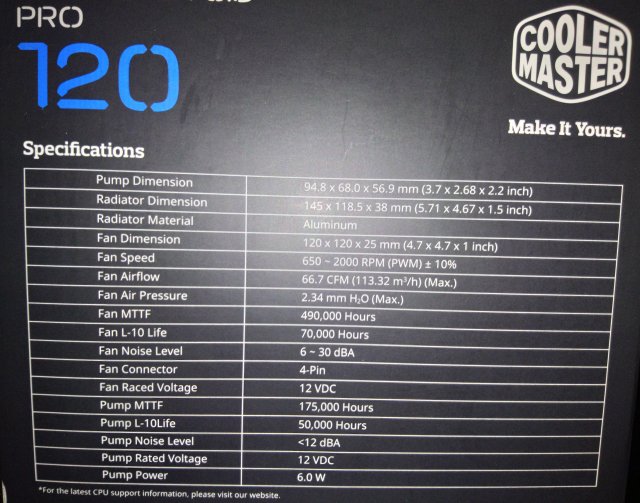 PRO
120
COOLER
MASTER
Make It Yours.
Specifications
Pump Dimension 94.8 x 68.0 x 56.9 mm (3.7 x 2.68 x 2.2 inch)
Radiator Dimension 145 x 118.5 x 38 mm (5.71 x 4.67 x 1.5 inch)
Radiator Material Aluminum
Fan Dimension 120 x 120 x 25 mm (4.7 x 4.7 x 1 inch)
Fan Speed 650 ~ 2000 RPM (PWM) ± 10%
Fan Airflow 66.7 CFM (113.32 m³/h) (Max.)
Fan Air Pressure 2.34 mm H₂O (Max.)
Fan MTTF 490,000 Hours
Fan L-10 Life 70,000 Hours
Fan Noise Level 6 ~ 30 dBA
Fan Connector 4-Pin
Fan Raced Voltage 12 VDC
Pump MTTF 175,000 Hours
Pump L-10Life 50,000 Hours
Pump Noise Level <12 dBA
Pump Rated Voltage 12 VDC
Pump Power 6.0 W
*For the latest CPU support information, please visit our website.